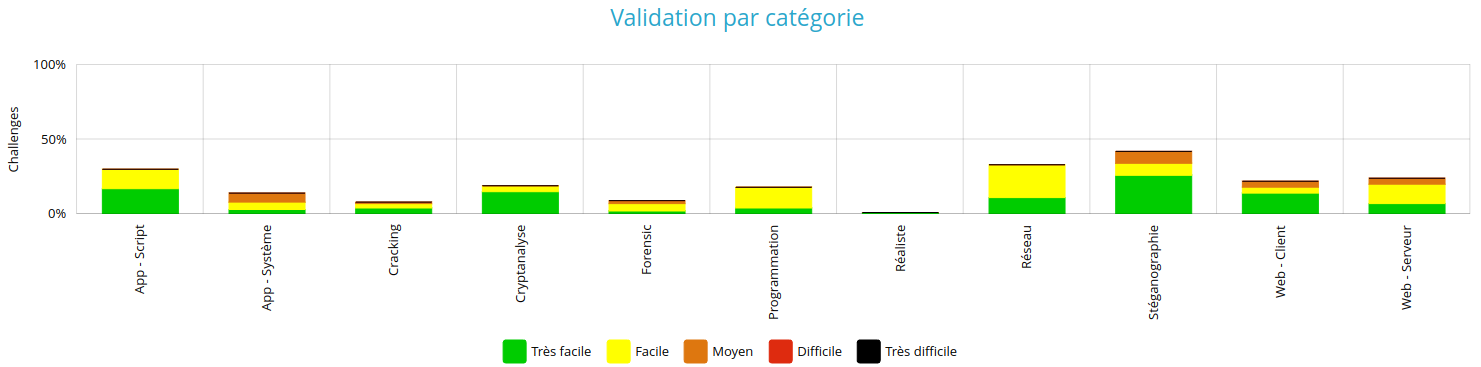 Validation par catégorie
100%
50%
0%
Challenges
App - Script
App - Système
Cracking
Cryptanalyse
Forensic
Programmation
Réaliste
Réseau
Stéganographie
Web - Client
Web - Serveur
Très facile
Facile
Moyen
Difficile
Très difficile